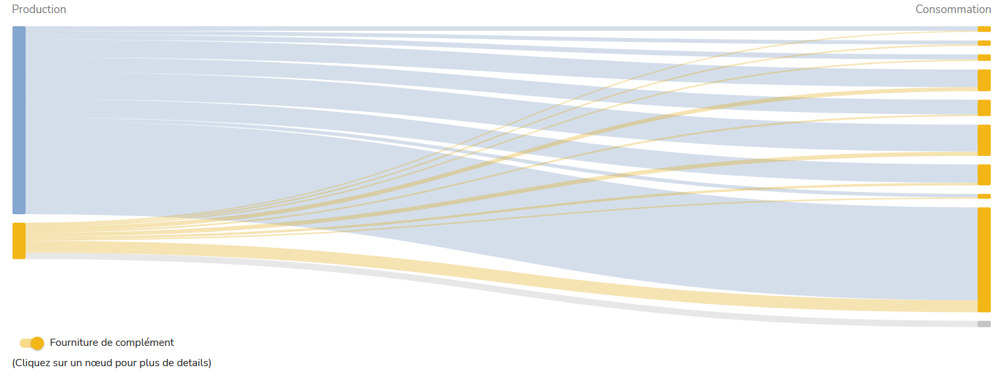 Production
Consommation
Fourniture de complément
(Cliquez sur un nœud pour plus de details)